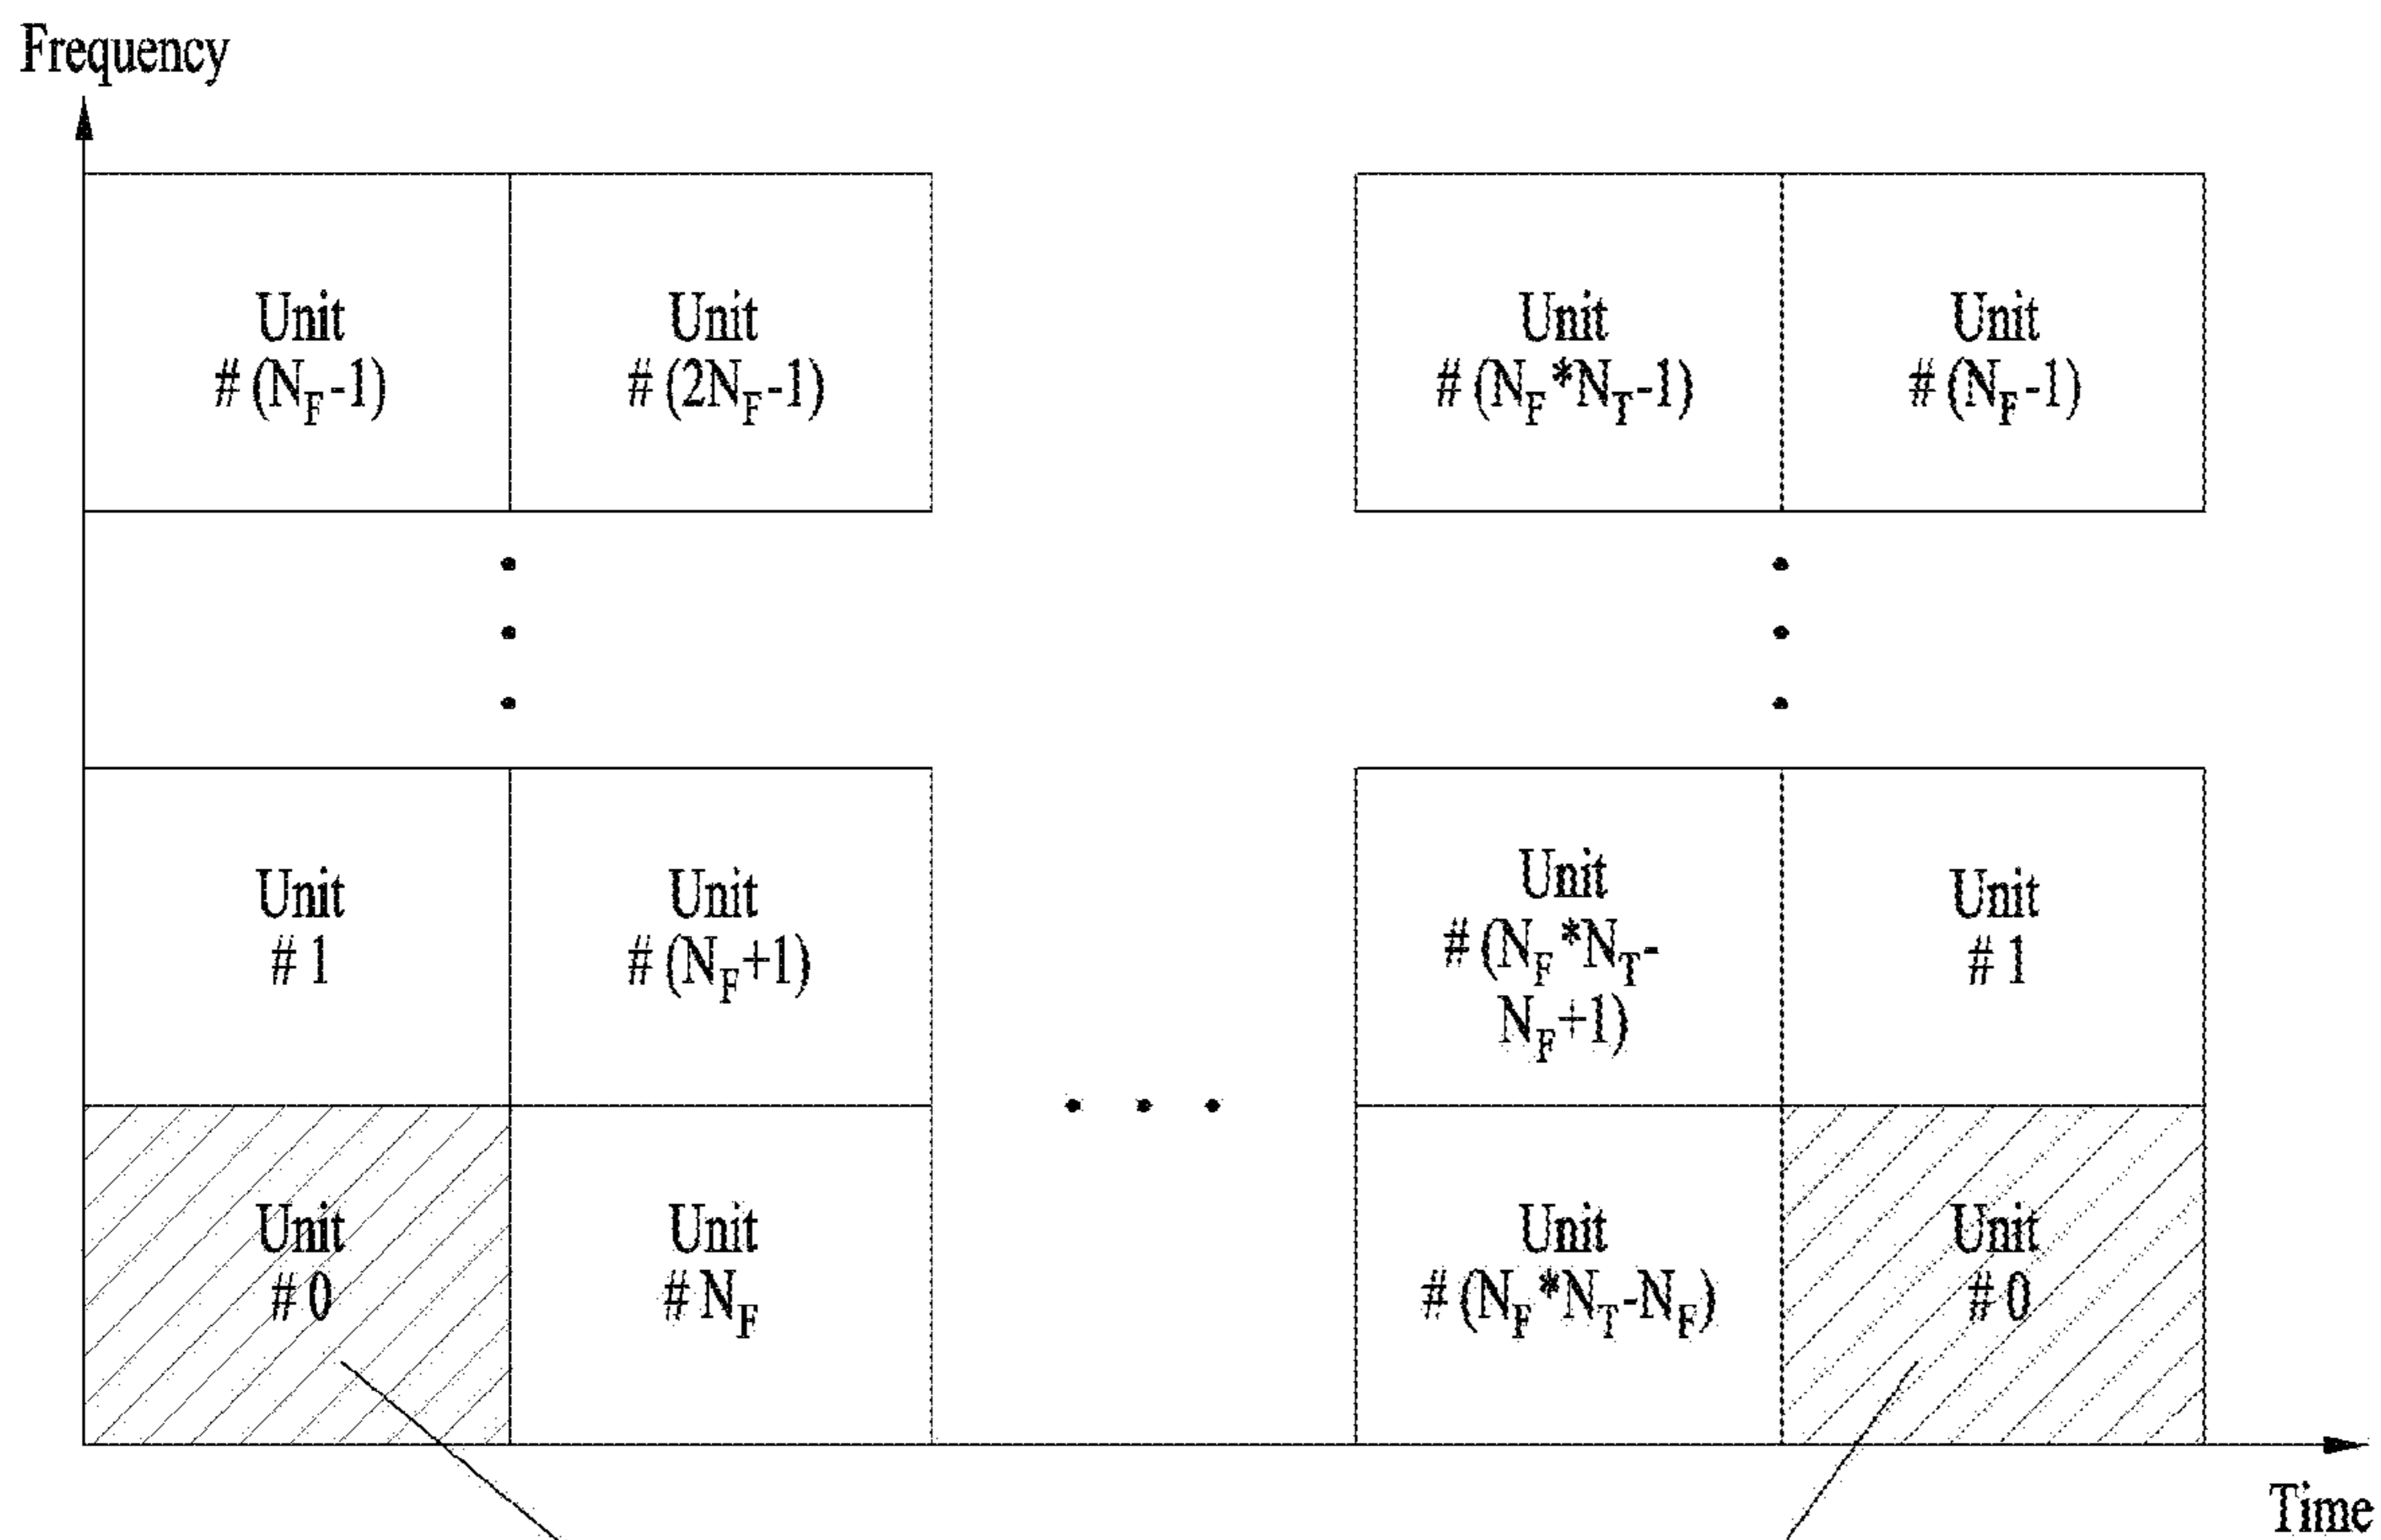 Frequency
Unit
# (N_F-1)
Unit
# (2N_F-1)
Unit
# (N_F*N_T-1)
Unit
# (N_F-1)
Unit
# 1
Unit
# (N_F+1)
Unit
# (N_F*N_T-
N_F+1)
Unit
# 1
Unit
# 0
Unit
# N_F
Unit
# (N_F*N_T-N_F)
Unit
# 0
Time